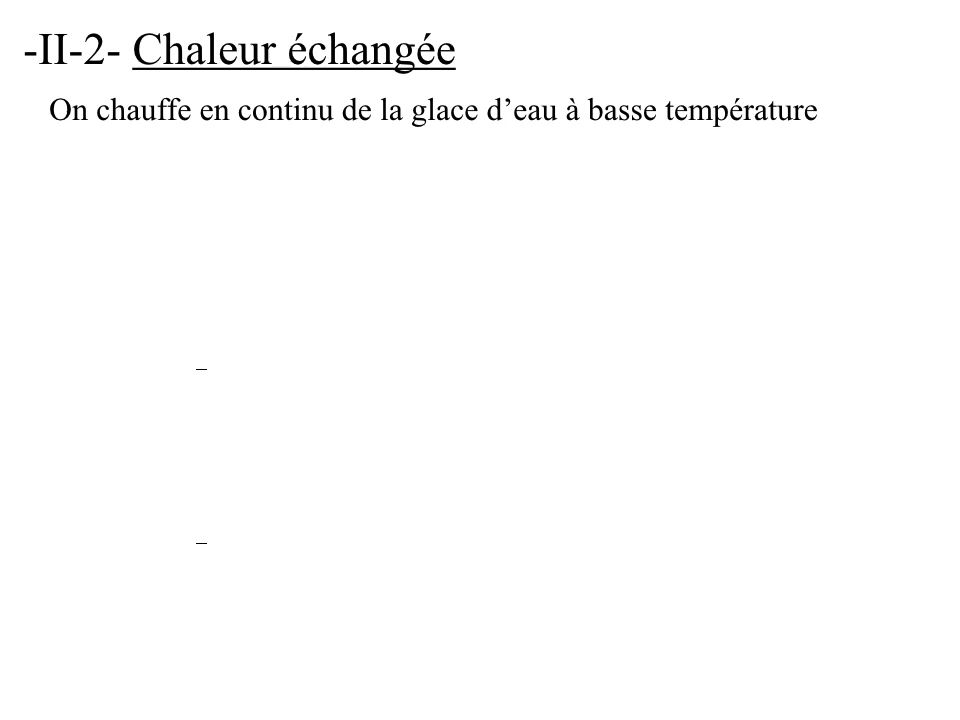 -II-2- Chaleur échangée
On chauffe en continu de la glace d’eau à basse température